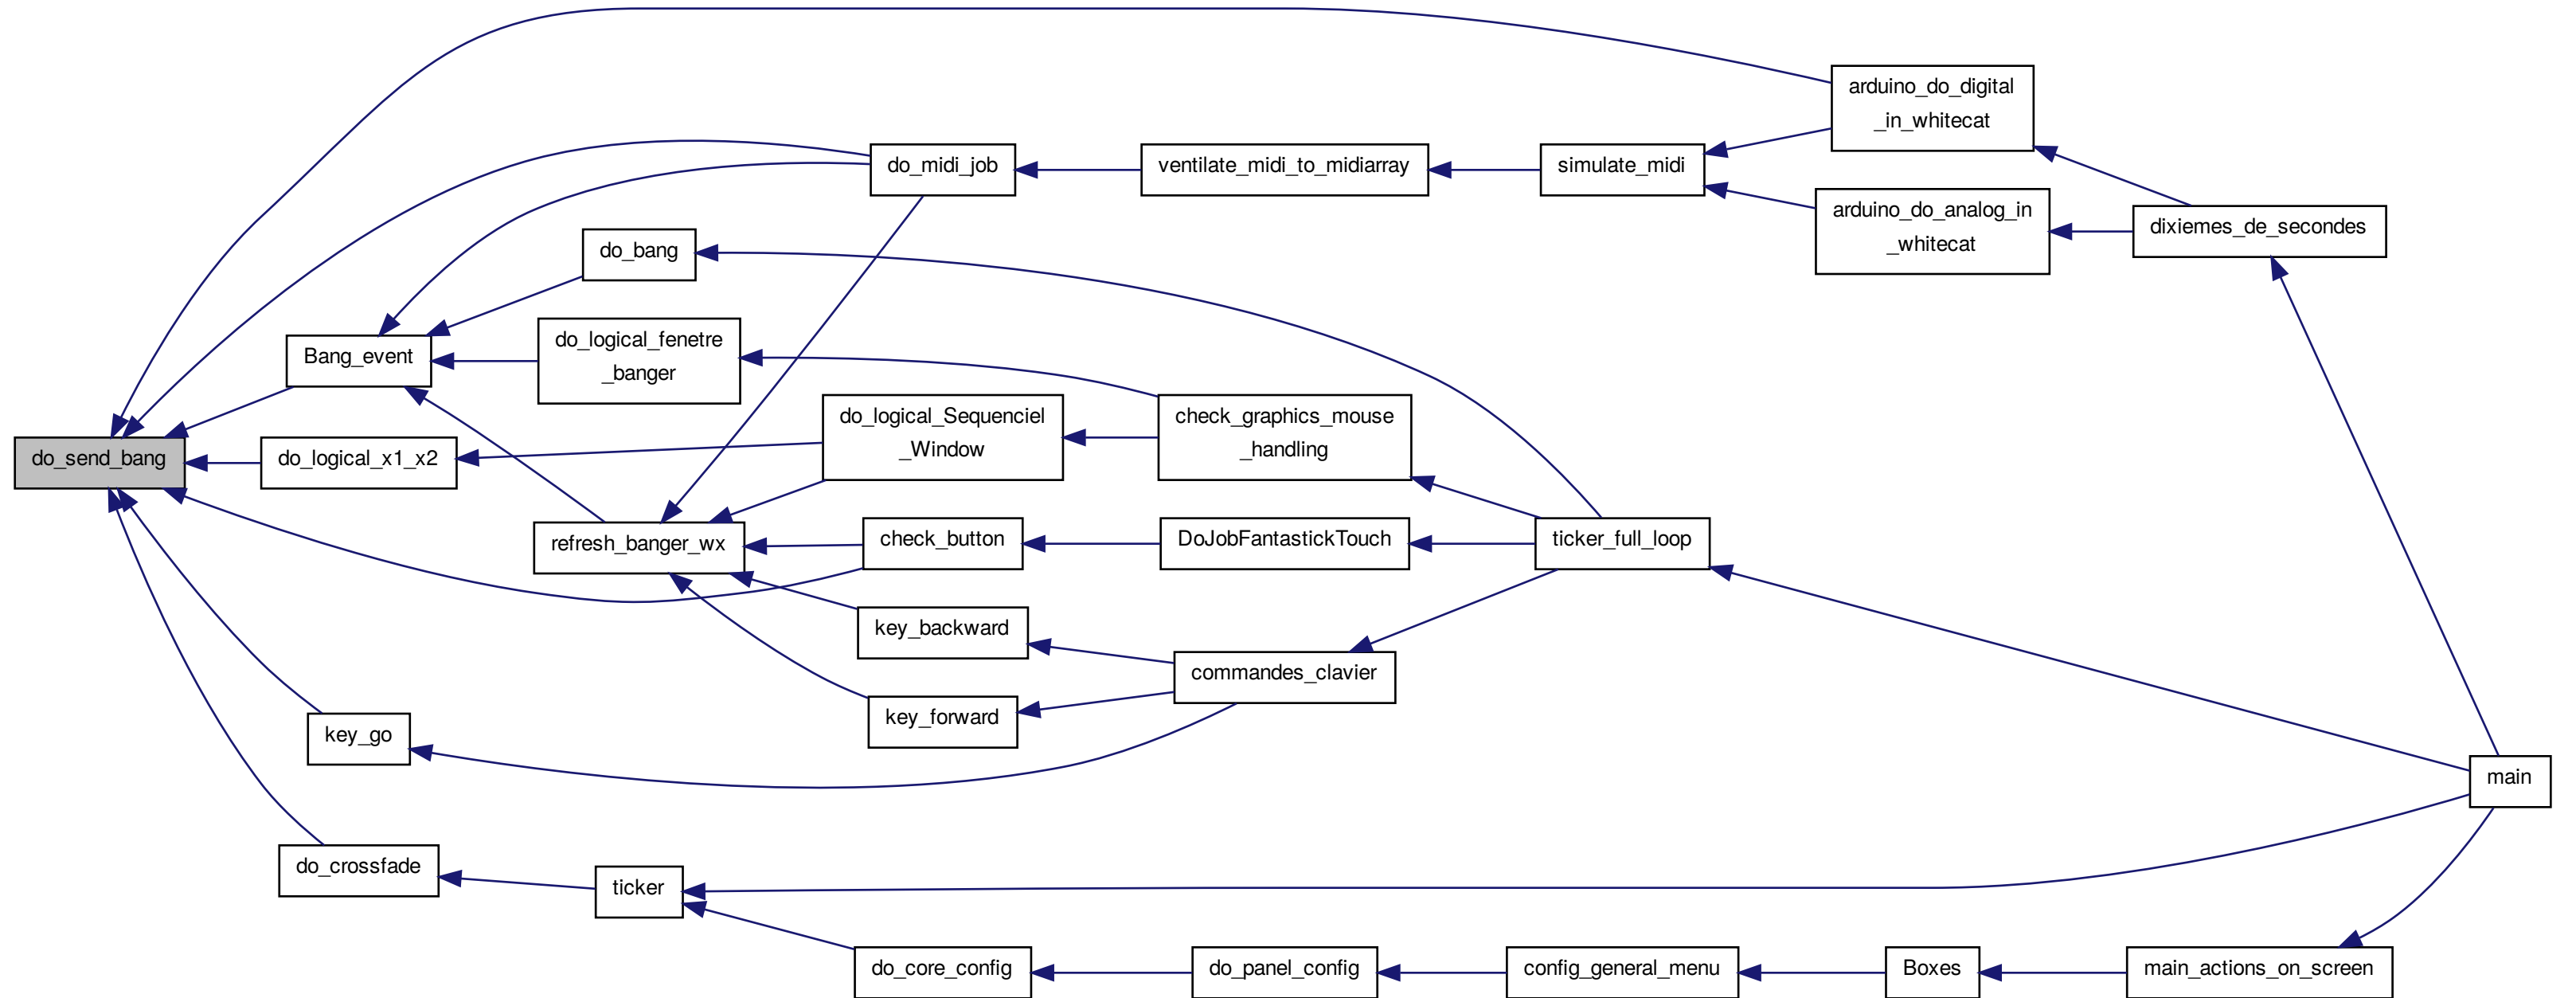 arduino_do_digital
_in_whitecat
do_midi_job
ventilate_midi_to_midiarray
simulate_midi
arduino_do_analog_in
_whitecat
dixiemes_de_secondes
do_bang
Bang_event
do_logical_fenetre
_banger
do_logical_Sequenciel
_Window
check_graphics_mouse
_handling
do_send_bang
do_logical_x1_x2
refresh_banger_wx
check_button
DoJobFantastickTouch
ticker_full_loop
key_backward
commandes_clavier
key_forward
key_go
main
do_crossfade
ticker
do_core_config
do_panel_config
config_general_menu
Boxes
main_actions_on_screen